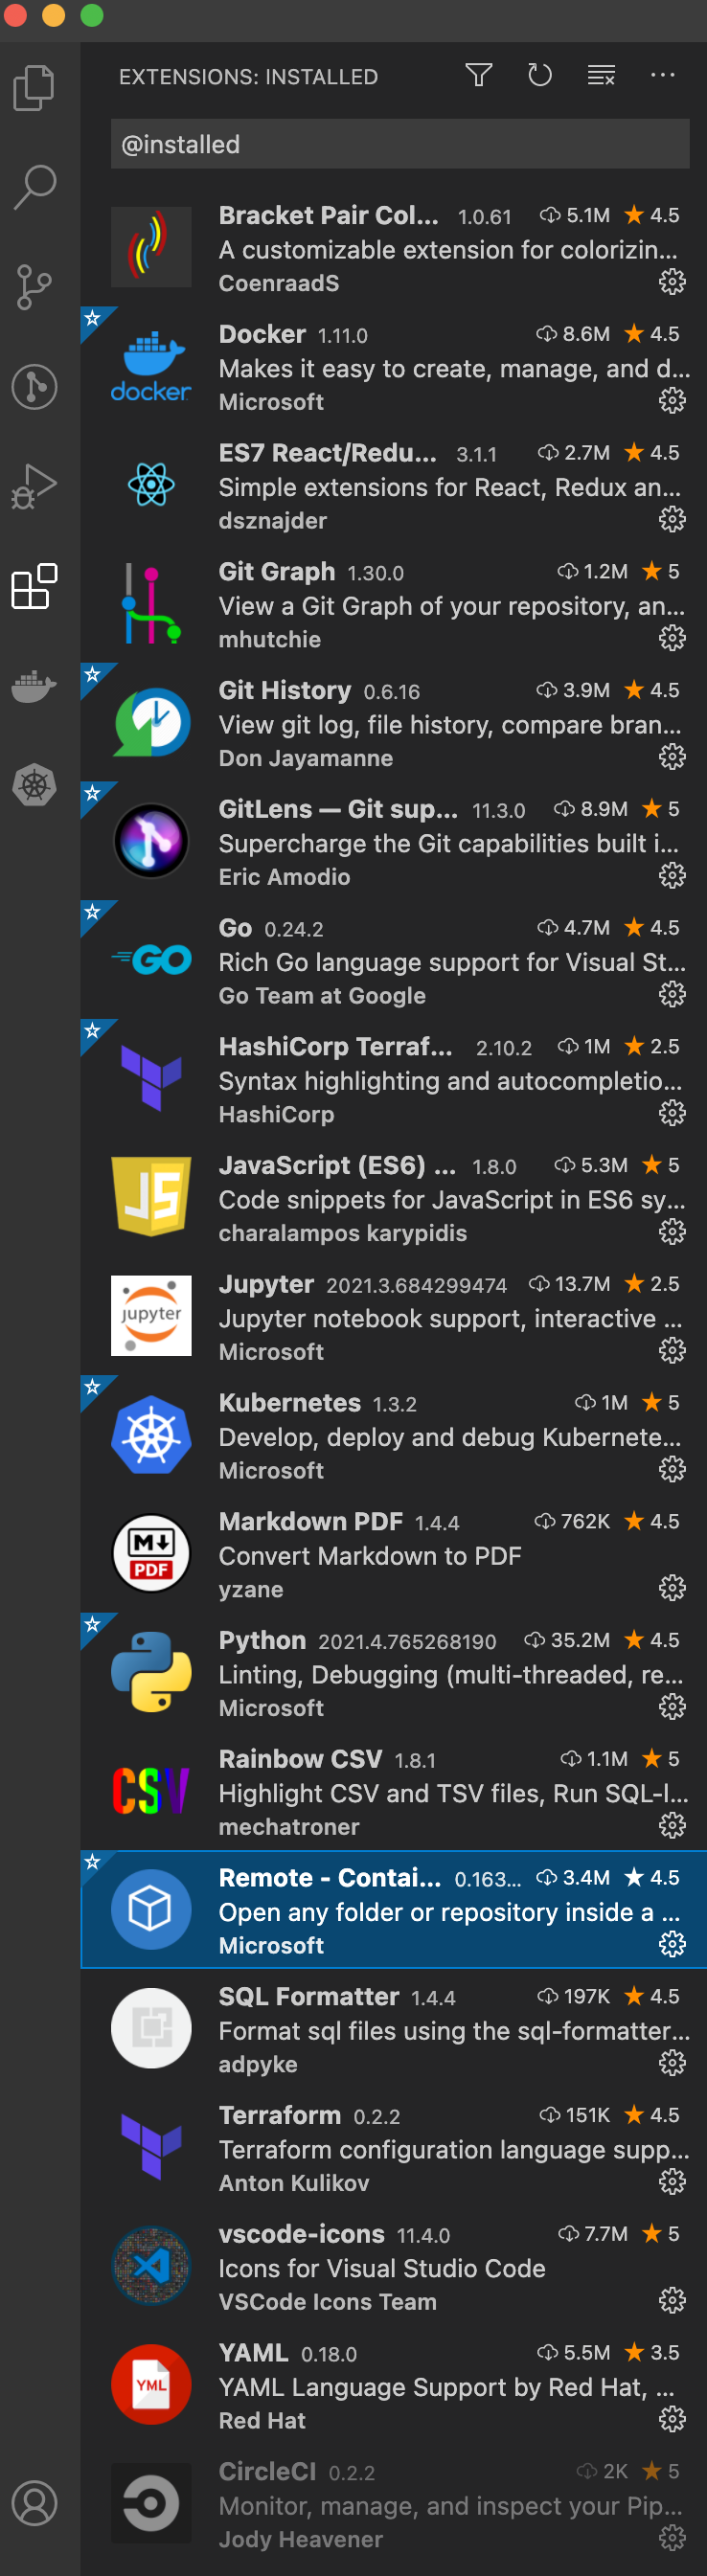 EXTENSIONS: INSTALLED
@installed
Bracket Pair Col... 1.0.61 5.1M 4.5
A customizable extension for colorizin...
CoenraadS
Docker 1.11.0 8.6M 4.5
docker
Makes it easy to create, manage, and d...
Microsoft
ES7 React/Redu... 3.1.1 2.7M 4.5
Simple extensions for React, Redux an...
dsznajder
Git Graph 1.30.0 1.2M 5
View a Git Graph of your repository, an...
mhutchie
Git History 0.6.16 3.9M 4.5
View git log, file history, compare bran...
Don Jayamanne
GitLens — Git sup... 11.3.0 8.9M 5
Supercharge the Git capabilities built i...
Eric Amodio
Go 0.24.2 4.7M 4.5
GO
Rich Go language support for Visual St...
Go Team at Google
HashiCorp Terraf... 2.10.2 1M 2.5
Syntax highlighting and autocompletio...
HashiCorp
JavaScript (ES6) ... 1.8.0 5.3M 5
JS
Code snippets for JavaScript in ES6 sy...
charalampos karypidis
Jupyter 2021.3.684299474 13.7M 2.5
jupyter
Jupyter notebook support, interactive ...
Microsoft
Kubernetes 1.3.2 1M 5
Develop, deploy and debug Kubernete...
Microsoft
Markdown PDF 1.4.4 762K 4.5
M↓
PDF
Convert Markdown to PDF
yzane
Python 2021.4.765268190 35.2M 4.5
Linting, Debugging (multi-threaded, re...
Microsoft
Rainbow CSV 1.8.1 1.1M 5
CSV
Highlight CSV and TSV files, Run SQL-l...
mechatroner
Remote - Contai... 0.163... 3.4M 4.5
Open any folder or repository inside a ...
Microsoft
SQL Formatter 1.4.4 197K 4.5
Format sql files using the sql-formatter...
adpyke
Terraform 0.2.2 151K 4.5
Terraform configuration language supp...
Anton Kulikov
vscode-icons 11.4.0 7.7M 5
Icons for Visual Studio Code
VSCode Icons Team
YAML 0.18.0 5.5M 3.5
YML
YAML Language Support by Red Hat, ...
Red Hat
CircleCI 0.2.2 2K 5
Monitor, manage, and inspect your Pip...
Jody Heavener